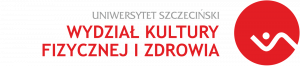 UNIWERSYTET SZCZECIŃSKI
WYDZIAŁ KULTURY
FIZYCZNEJ I ZDROWIA